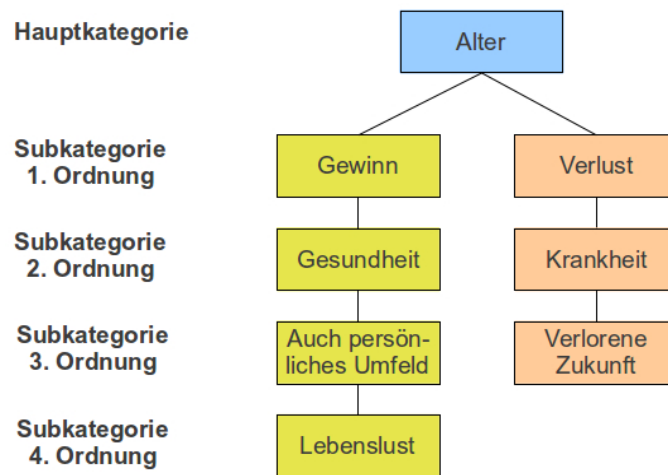 Hauptkategorie
Alter
Subkategorie
1. Ordnung
Gewinn
Verlust
Subkategorie
2. Ordnung
Gesundheit
Krankheit
Subkategorie
3. Ordnung
Auch persön-
liches Umfeld
Verlorene
Zukunft
Subkategorie
4. Ordnung
Lebenslust